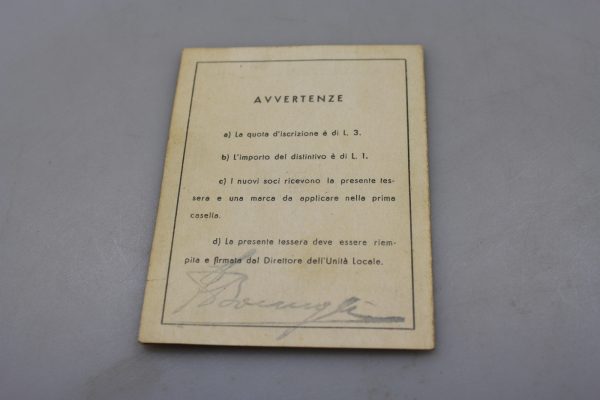 AVVERTENZE
a) La quota d'iscrizione è di L. 3.
b) L'importo del distintivo è di L. 1.
c) I nuovi soci ricevono la presente tes-
sera e una marca da applicare nella prima
casella.
d) La presente tessera deve essere riem-
pita e firmata dal Direttore dell'Unità Locale.